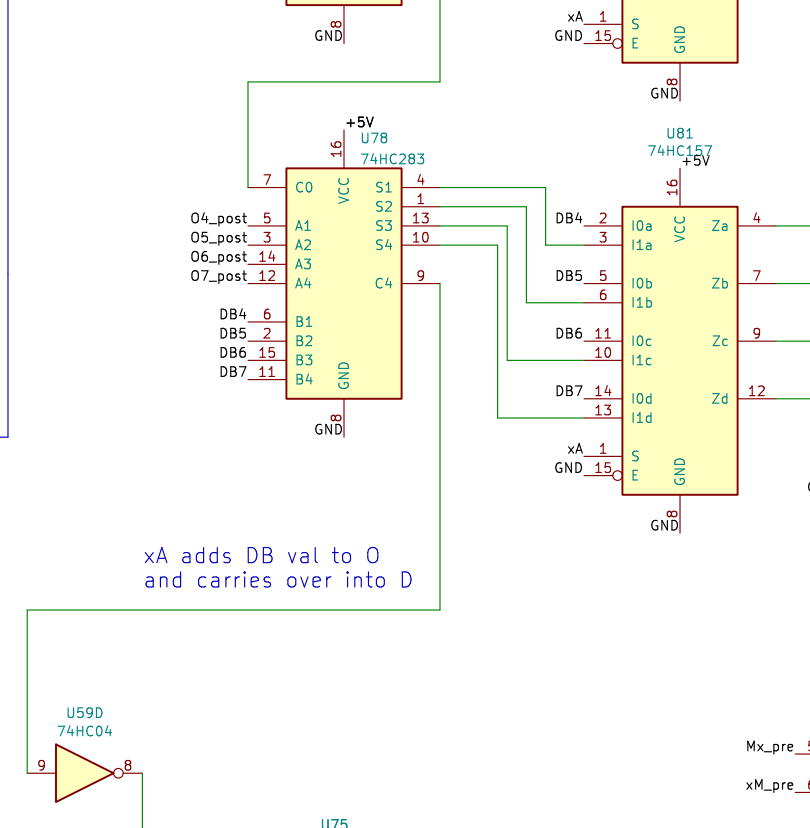 GND 8
xA 1 S
GND 15 E GND
GND 8
+5V
16 U78
74HC283
U81
74HC157
+5V
16
7 C0 VCC S1 4
S2 1
O4_post 5 A1 S3 13
O5_post 3 A2 S4 10
O6_post 14 A3
O7_post 12 A4 C4 9
DB4 6 B1
DB5 2 B2
DB6 15 B3
DB7 11 B4 GND
GND 8
DB4 2 I0a VCC Za 4
3 I1a
DB5 5 I0b Zb 7
6 I1b
DB6 11 I0c Zc 9
10 I1c
DB7 14 I0d Zd 12
13 I1d
xA 1 S
GND 15 E GND
GND 8
xA adds DB val to O
and carries over into D
U59D
74HC04
9 8
Mx_pre
xM_pre
U75